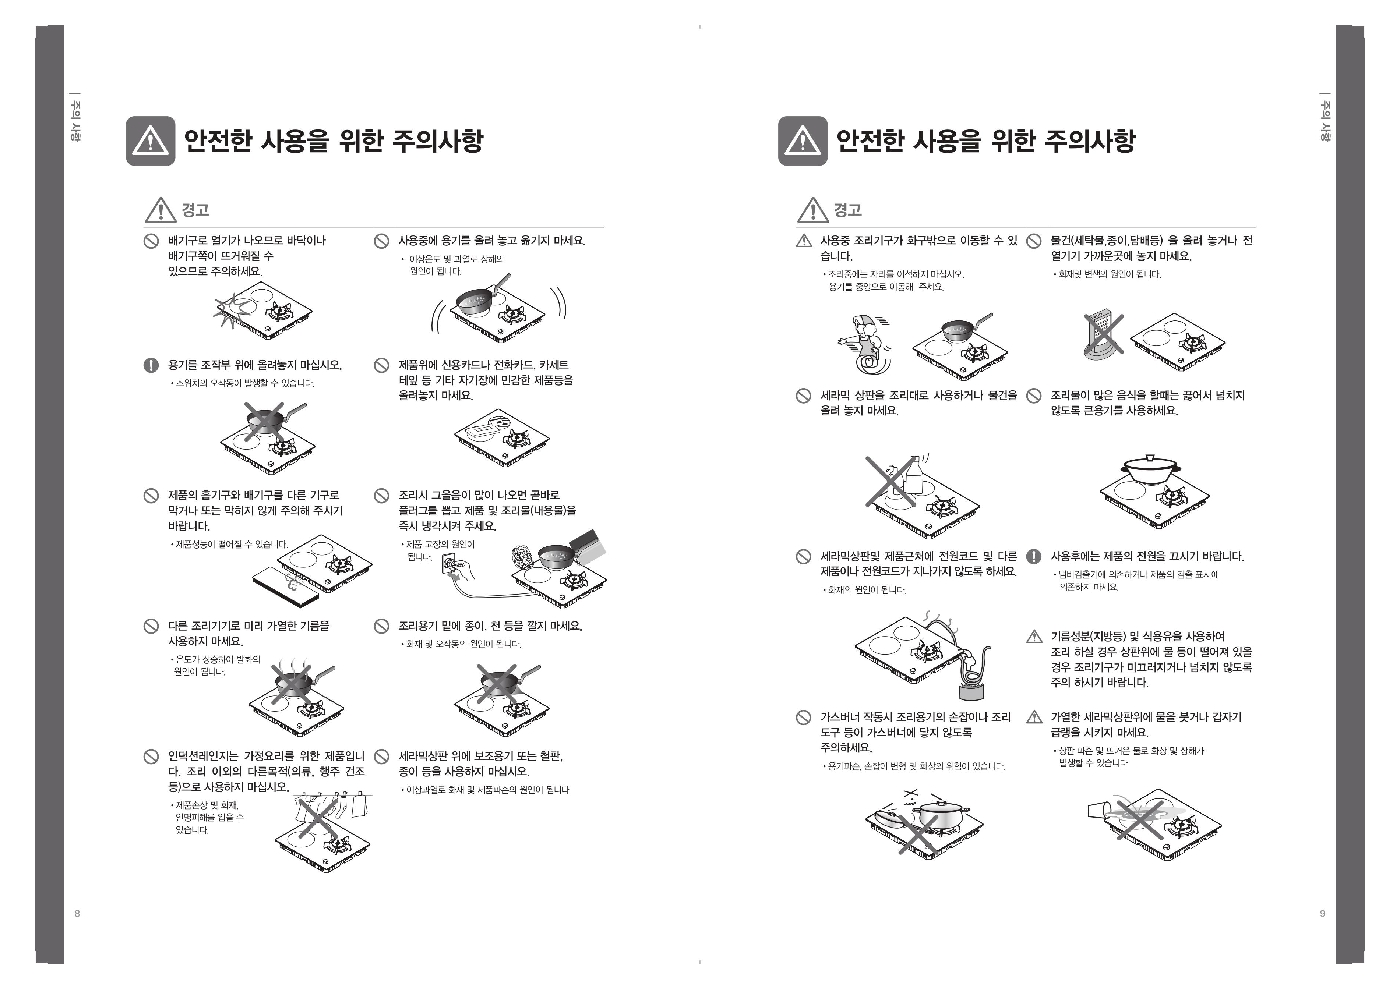 주의 사항
안전한 사용을 위한 주의사항
경고
배기구로 열기가 나오므로 바닥이나
배기구쪽이 뜨거워질 수
있으므로 주의하세요.
용기를 조작부 위에 올려놓지 마십시오.
• 스위치의 오작동이 발생할 수 있습니다.
제품의 흡기구와 배기구를 다른 기구로
막거나 또는 막히지 않게 주의해 주시기
바랍니다.
• 제품성능이 떨어질 수 있습니다.
다른 조리기기로 미리 가열한 기름을
사용하지 마세요.
• 온도가 상승하여 발화의
원인이 됩니다.
인덕션레인지는 가정요리를 위한 제품입니
다. 조리 이외의 다른목적(의류, 행주 건조
등)으로 사용하지 마십시오.
• 제품손상 및 화재,
인명피해를 입을 수
있습니다.
사용중에 용기를 올려 놓고 옮기지 마세요.
• 이상온도 및 과열로 상해의
원인이 됩니다.
제품위에 신용카드나 전화카드, 카세트
테잎 등 기타 자기장에 민감한 제품등을
올려놓지 마세요.
조리시 그을음이 많이 나오면 곧바로
플러그를 뽑고 제품 및 조리물(내용물)을
즉시 냉각시켜 주세요.
• 제품 고장의 원인이
됩니다.
조리용기 밑에 종이, 천 등을 깔지 마세요.
• 화재 및 오작동의 원인이 됩니다.
세라믹상판 위에 보조용기 또는 철판,
종이 등을 사용하지 마십시오.
• 이상과열로 화재 및 제품파손의 원인이 됩니다
8
주의 사항
안전한 사용을 위한 주의사항
경고
사용중 조리기구가 화구밖으로 이동할 수 있
습니다.
• 조리중에는 자리를 이석하지 마십시오.
용기를 중앙으로 이동해 주세요.
세라믹 상판을 조리대로 사용하거나 물건을
올려 놓지 마세요.
세라믹상판및 제품근처에 전원코드 및 다른
제품이나 전원코드가 지나가지 않도록 하세요.
• 화재의 원인이 됩니다.
가스버너 작동시 조리용기의 손잡이나 조리
도구 등이 가스버너에 닿지 않도록
주의하세요.
• 용기파손, 손잡이 변형 및 화상의 위험이 있습니다.
물건(세탁물,종이,담배등) 을 올려 놓거나 전
열기기 가까운곳에 놓지 마세요.
• 화재및 변색의 원인이 됩니다.
조리물이 많은 음식을 할때는 끓어서 넘치지
않도록 큰용기를 사용하세요.
사용후에는 제품의 전원을 끄시기 바랍니다.
• 냄비검출기에 의존하거나 제품의 검출 표시에
의존하지 마세요.
기름성분(지방등) 및 식용유를 사용하여
조리 하실 경우 상판위에 물 등이 떨어져 있을
경우 조리기구가 미끄러지거나 넘치지 않도록
주의 하시기 바랍니다.
가열한 세라믹상판위에 물을 붓거나 갑자기
급랭을 시키지 마세요.
• 상판 파손 및 뜨거운 물로 화상 및 상해가
발생할 수 있습니다
9